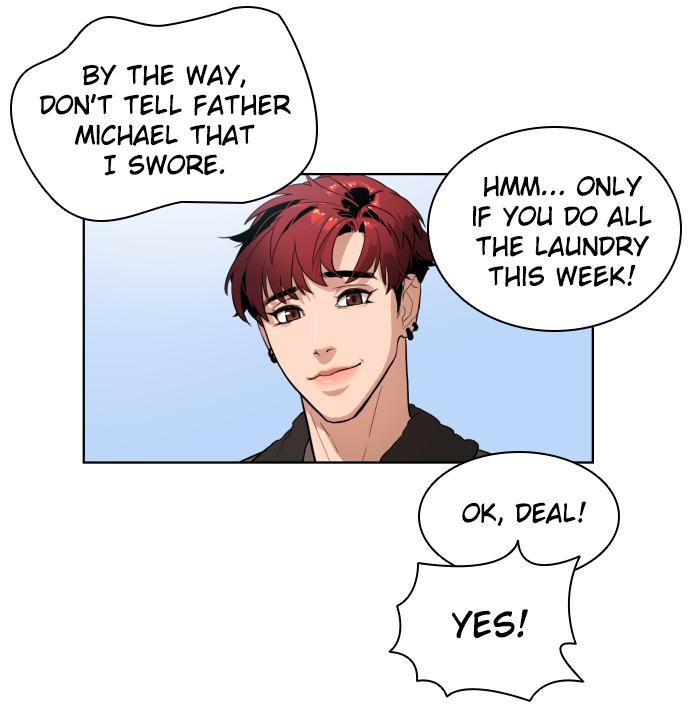 BY THE WAY,
DON'T TELL FATHER
MICHAEL THAT
I SWORE.
HMM... ONLY
IF YOU DO ALL
THE LAUNDRY
THIS WEEK!
OK, DEAL!
YES!